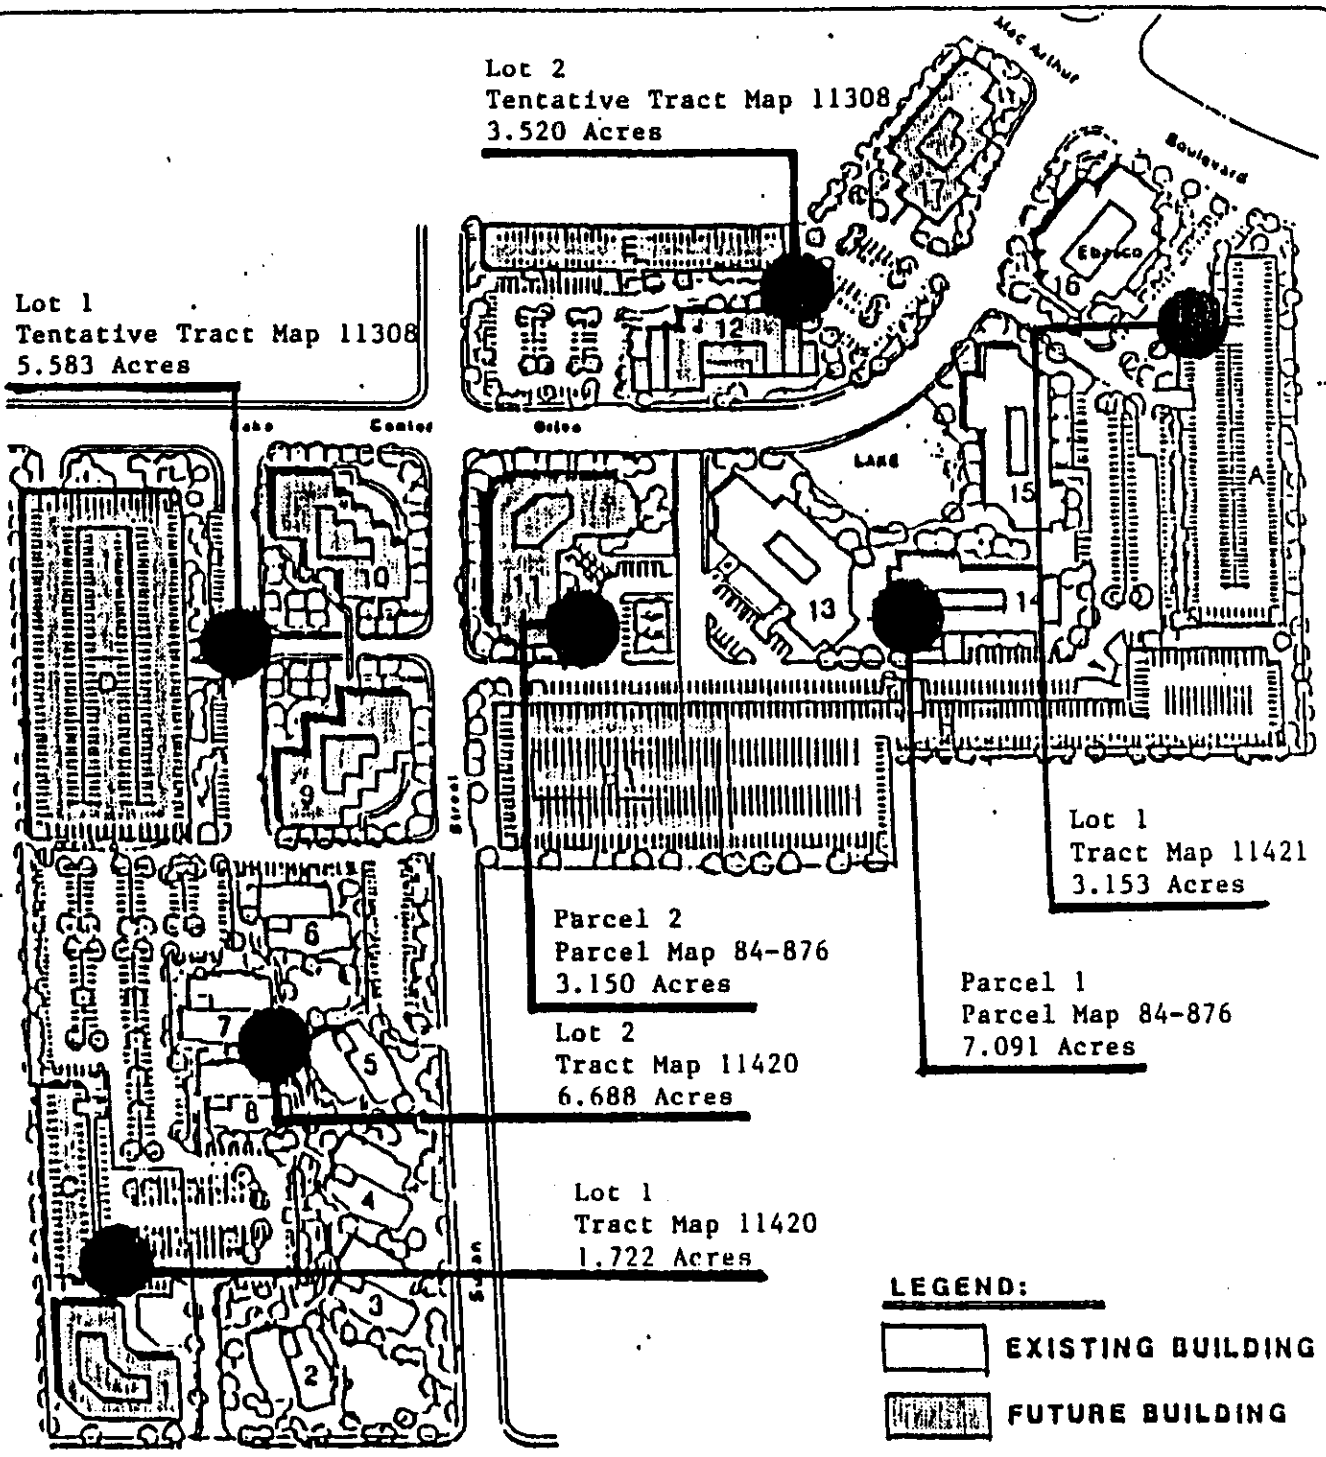 Mac Arthur
Boulevard
Lot 2
Tentative Tract Map 11308
3.520 Acres
17
Ebasco
16
E
12
Lot 1
Tentative Tract Map 11308
5.583 Acres
Lake Center Drive
LAKE
15
A
10
11
13
14
D
9
Street
Lot 1
Tract Map 11421
3.153 Acres
Parcel 2
Parcel Map 84-876
3.150 Acres
Parcel 1
Parcel Map 84-876
7.091 Acres
6
7
5
8
Lot 2
Tract Map 11420
6.688 Acres
4
Lot 1
Tract Map 11420
1.722 Acres
Susan
3
2
1
LEGEND:
EXISTING BUILDING
FUTURE BUILDING